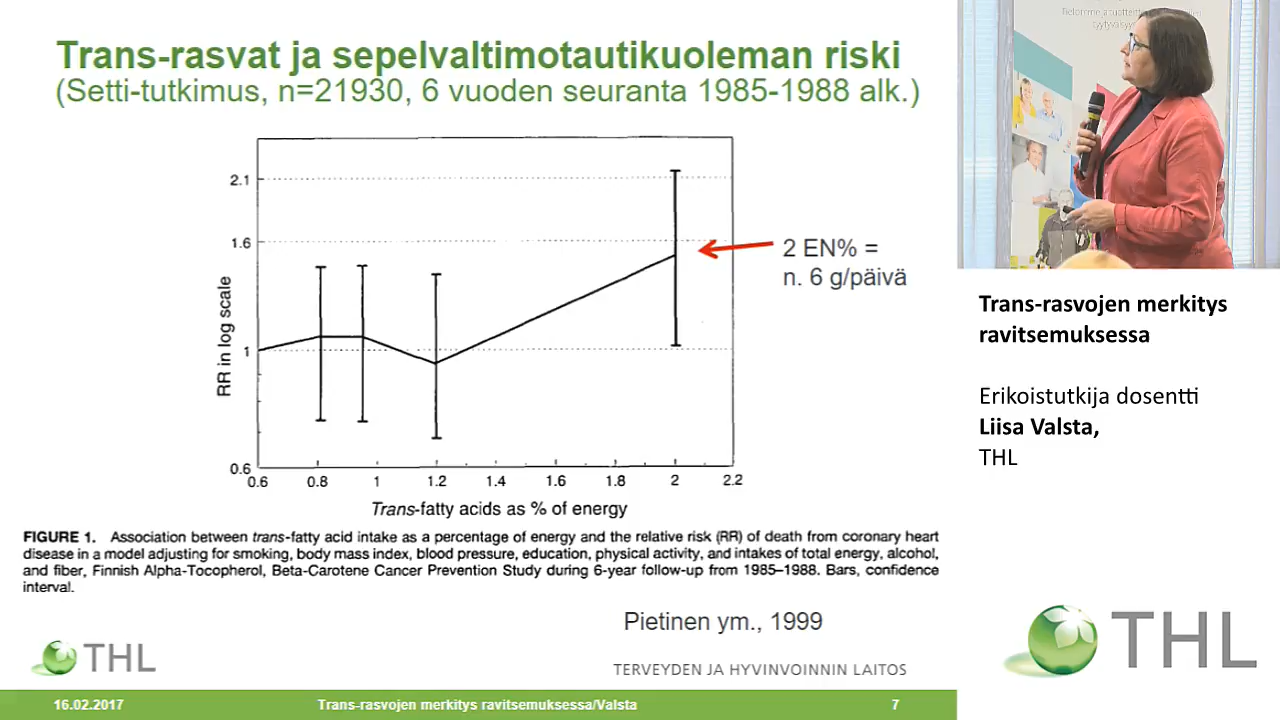 Trans-rasvat ja sepelvaltimotautikuoleman riski
(Setti-tutkimus, n=21930, 6 vuoden seuranta 1985-1988 alk.)
2.1
1.6
1
0.6
RR in log scale
0.6 0.8 1 1.2 1.4 1.6 1.8 2 2.2
Trans-fatty acids as % of energy
2 EN% =
n. 6 g/päivä
FIGURE 1. Association between trans-fatty acid intake as a percentage of energy and the relative risk (RR) of death from coronary heart
disease in a model adjusting for smoking, body mass index, blood pressure, education, physical activity, and intakes of total energy, alcohol,
and fiber, Finnish Alpha-Tocopherol, Beta-Carotene Cancer Prevention Study during 6-year follow-up from 1985–1988. Bars, confidence
interval.
Pietinen ym., 1999
THL
TERVEYDEN JA HYVINVOINNIN LAITOS
16.02.2017 Trans-rasvojen merkitys ravitsemuksessa/Valsta 7
Trans-rasvojen merkitys
ravitsemuksessa
Erikoistutkija dosentti
Liisa Valsta,
THL
THL